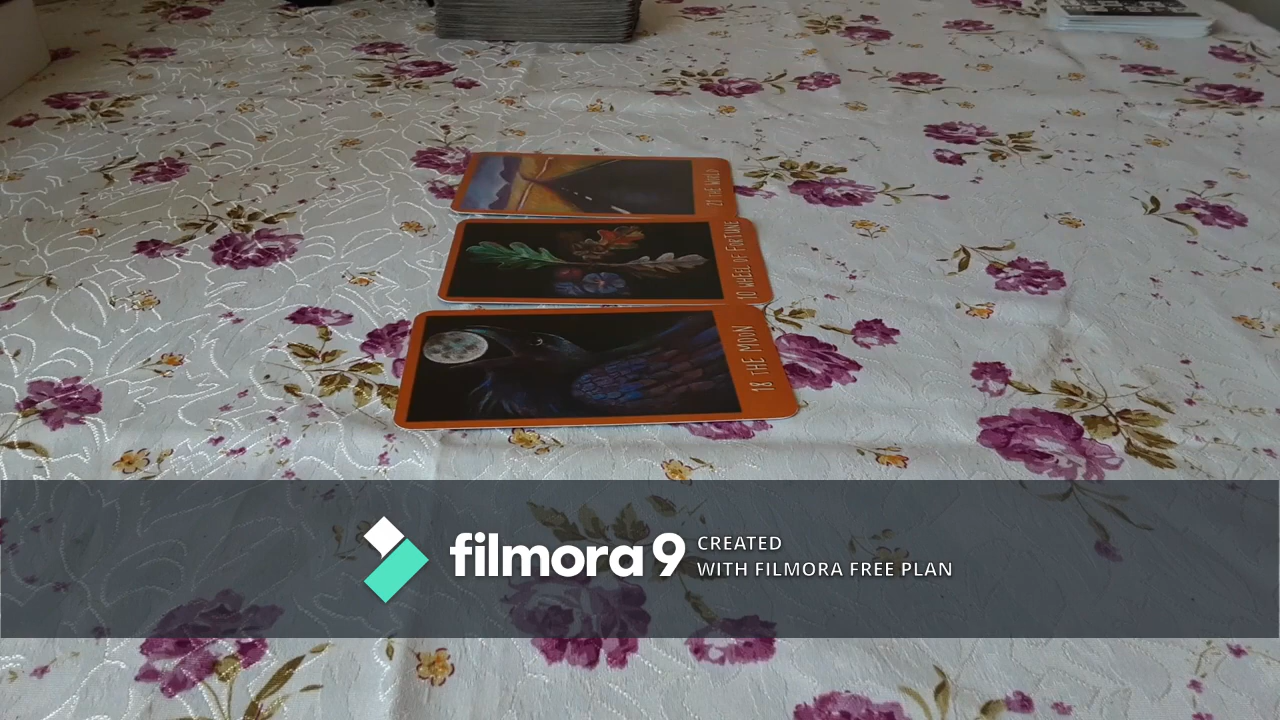 21 THE WORLD
10 WHEEL OF FORTUNE
18 THE MOON
filmora 9
CREATED
WITH FILMORA FREE PLAN